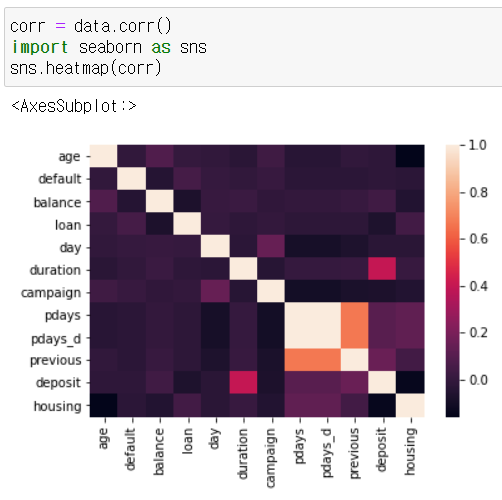 corr = data.corr()
import seaborn as sns
sns.heatmap(corr)
<AxesSubplot:>
age
default
balance
loan
day
duration
campaign
pdays
pdays_d
previous
deposit
housing
age
default
balance
loan
day
duration
campaign
pdays
pdays_d
previous
deposit
housing
1.0
0.8
0.6
0.4
0.2
0.0